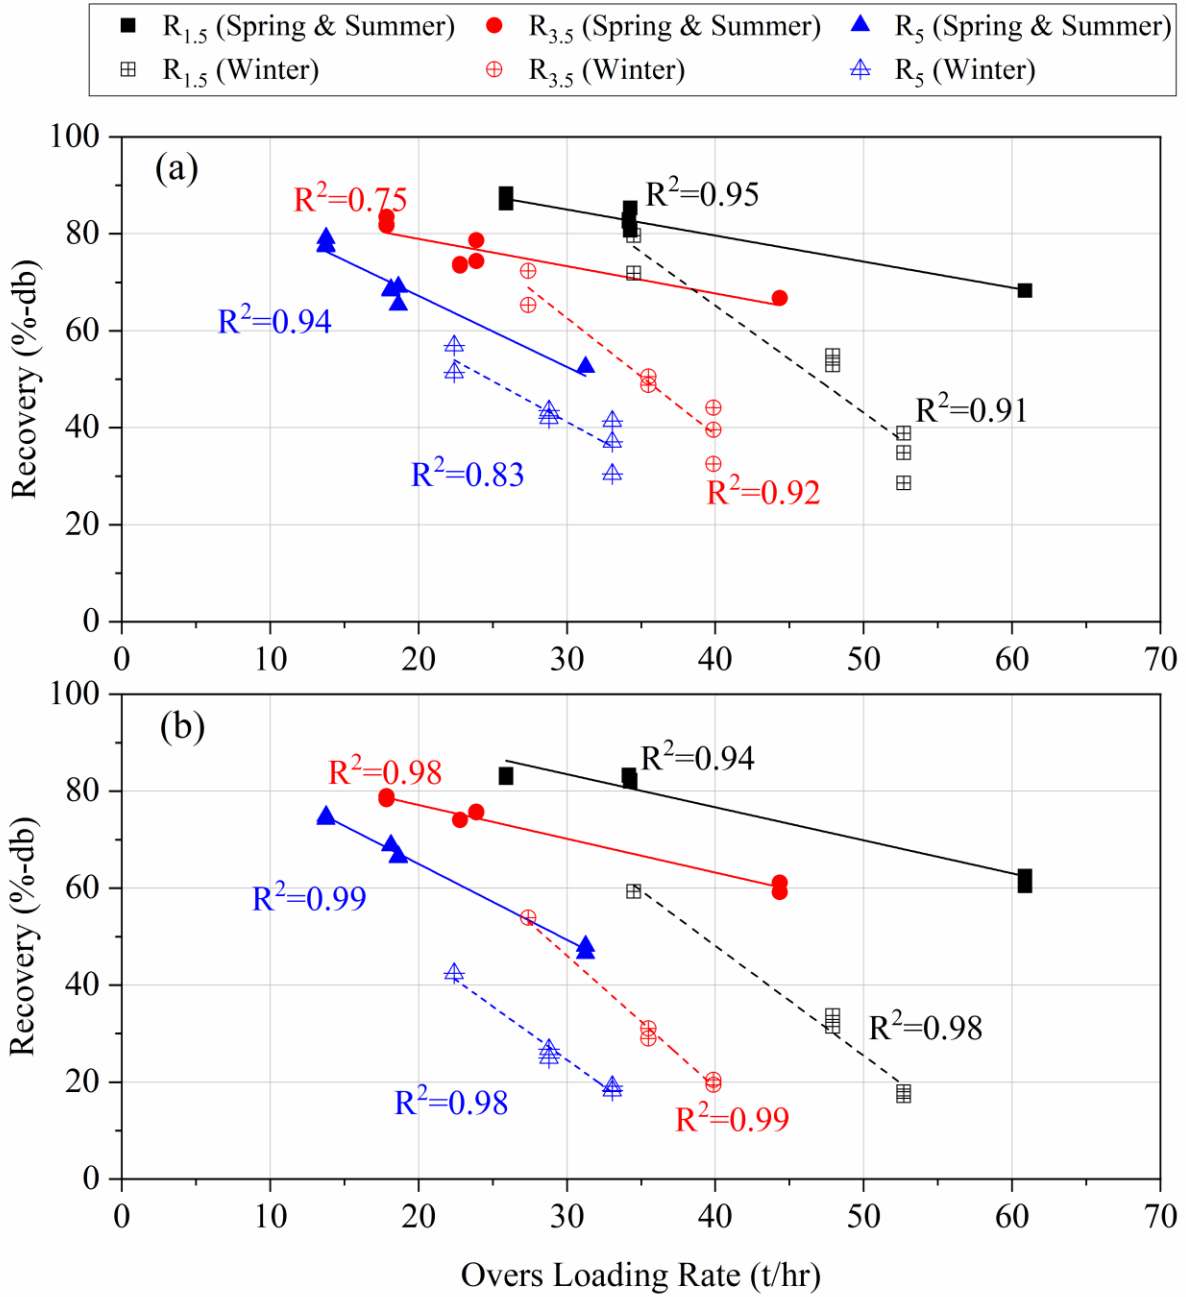 R1.5 (Spring & Summer) R3.5 (Spring & Summer) R5 (Spring & Summer)
R1.5 (Winter) R3.5 (Winter) R5 (Winter)
100
80
60
40
20
0
Recovery (%-db)
(a)
R²=0.75
R²=0.95
R²=0.94
R²=0.91
R²=0.83
R²=0.92
0 10 20 30 40 50 60 70
100
80
60
40
20
0
Recovery (%-db)
(b)
R²=0.98
R²=0.94
R²=0.99
R²=0.98
R²=0.98
R²=0.99
0 10 20 30 40 50 60 70
Overs Loading Rate (t/hr)